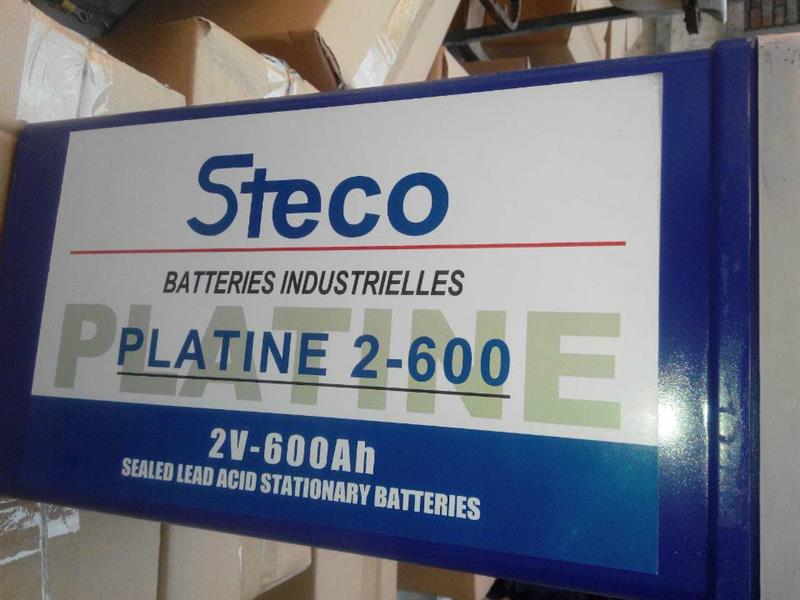 Steco
BATTERIES INDUSTRIELLES
PLATINE
PLATINE 2-600
2V-600Ah
SEALED LEAD ACID STATIONARY BATTERIES